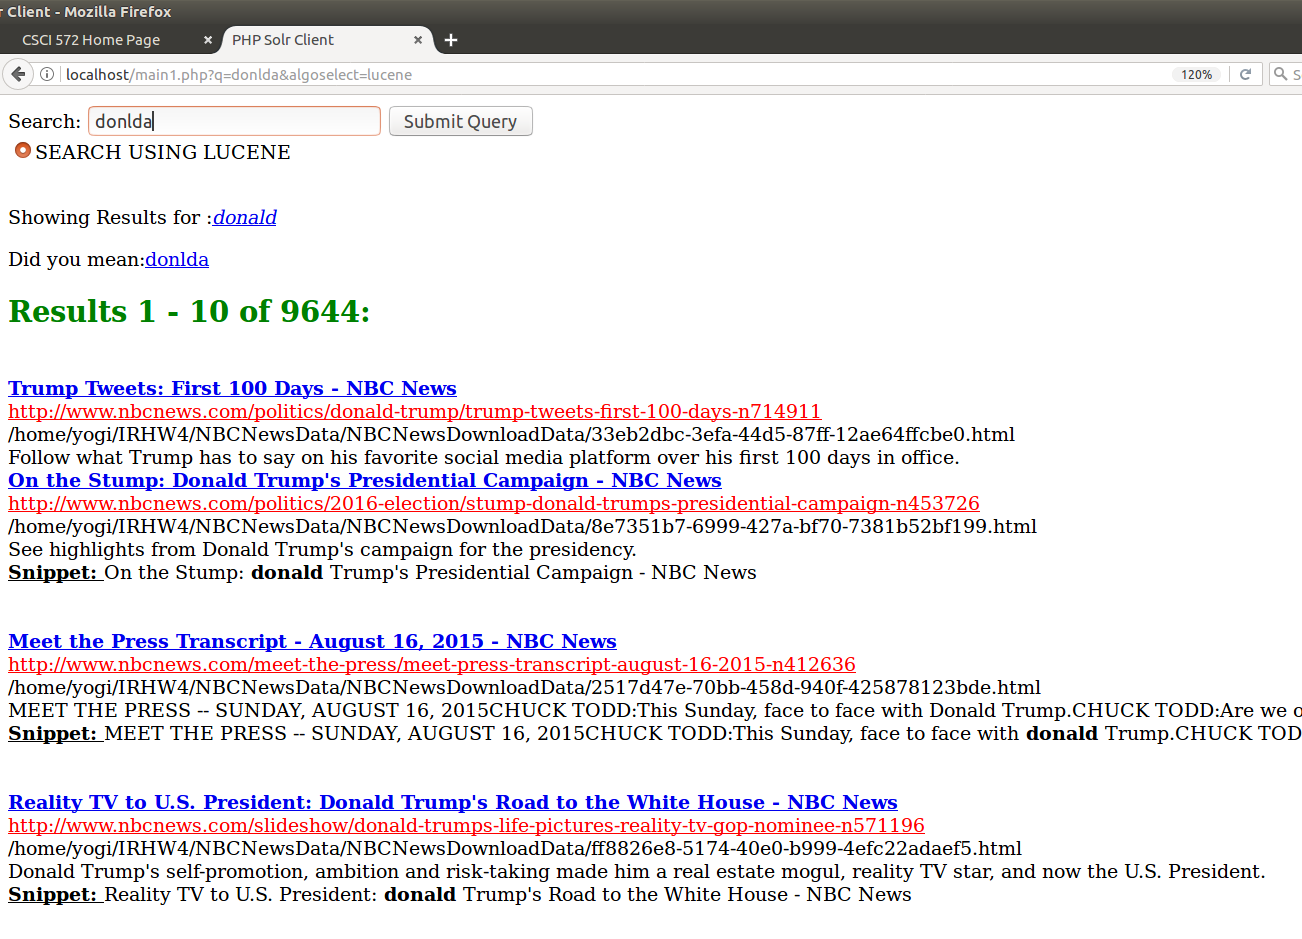 r Client - Mozilla Firefox
CSCI 572 Home Page × PHP Solr Client × +
localhost/main1.php?q=donlda&algoselect=lucene 120% S
Search: donlda Submit Query
SEARCH USING LUCENE
Showing Results for :donald
Did you mean:donlda
Results 1 - 10 of 9644:
Trump Tweets: First 100 Days - NBC News
http://www.nbcnews.com/politics/donald-trump/trump-tweets-first-100-days-n714911
/home/yogi/IRHW4/NBCNewsData/NBCNewsDownloadData/33eb2dbc-3efa-44d5-87ff-12ae64ffcbe0.html
Follow what Trump has to say on his favorite social media platform over his first 100 days in office.
On the Stump: Donald Trump's Presidential Campaign - NBC News
http://www.nbcnews.com/politics/2016-election/stump-donald-trumps-presidential-campaign-n453726
/home/yogi/IRHW4/NBCNewsData/NBCNewsDownloadData/8e7351b7-6999-427a-bf70-7381b52bf199.html
See highlights from Donald Trump's campaign for the presidency.
Snippet: On the Stump: donald Trump's Presidential Campaign - NBC News
Meet the Press Transcript - August 16, 2015 - NBC News
http://www.nbcnews.com/meet-the-press/meet-press-transcript-august-16-2015-n412636
/home/yogi/IRHW4/NBCNewsData/NBCNewsDownloadData/2517d47e-70bb-458d-940f-425878123bde.html
MEET THE PRESS -- SUNDAY, AUGUST 16, 2015CHUCK TODD:This Sunday, face to face with Donald Trump.CHUCK TODD:Are we o
Snippet: MEET THE PRESS -- SUNDAY, AUGUST 16, 2015CHUCK TODD:This Sunday, face to face with donald Trump.CHUCK TOD
Reality TV to U.S. President: Donald Trump's Road to the White House - NBC News
http://www.nbcnews.com/slideshow/donald-trumps-life-pictures-reality-tv-gop-nominee-n571196
/home/yogi/IRHW4/NBCNewsData/NBCNewsDownloadData/ff8826e8-5174-40e0-b999-4efc22adaef5.html
Donald Trump's self-promotion, ambition and risk-taking made him a real estate mogul, reality TV star, and now the U.S. President.
Snippet: Reality TV to U.S. President: donald Trump's Road to the White House - NBC News